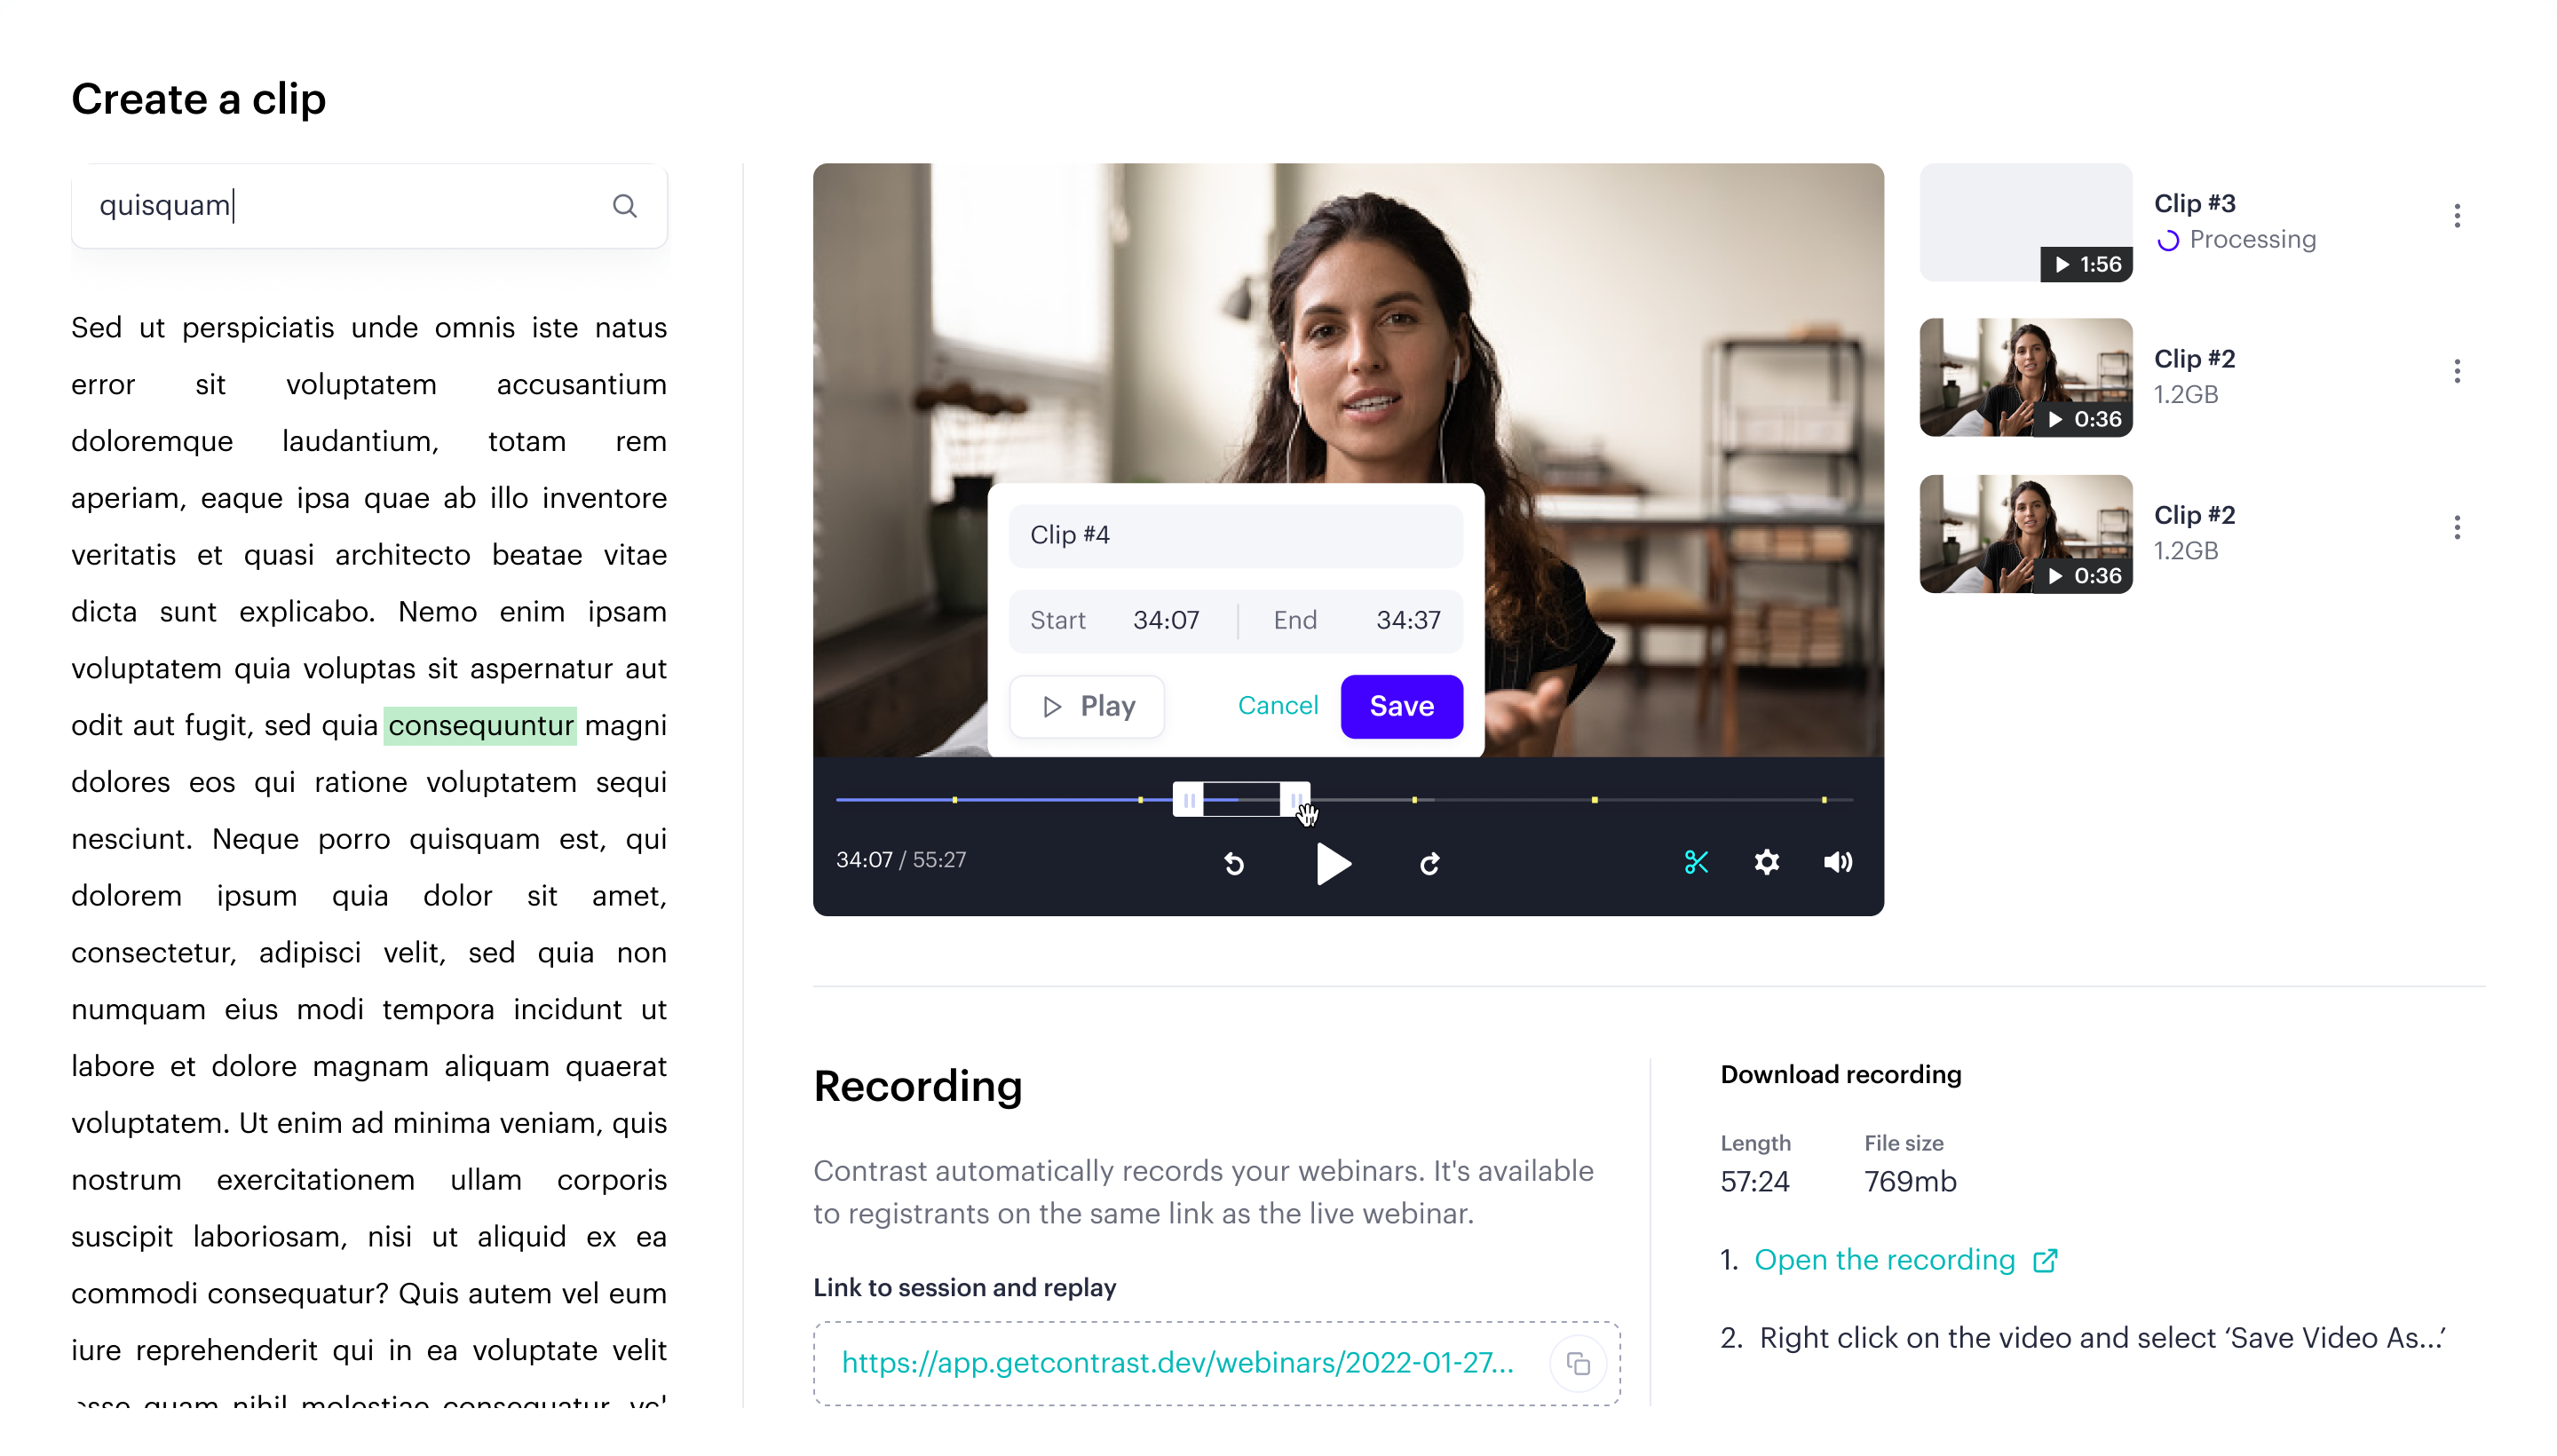 Create a clip
quisquam
Sed ut perspiciatis unde omnis iste natus
error sit voluptatem accusantium
doloremque laudantium, totam rem
aperiam, eaque ipsa quae ab illo inventore
veritatis et quasi architecto beatae vitae
dicta sunt explicabo. Nemo enim ipsam
voluptatem quia voluptas sit aspernatur aut
odit aut fugit, sed quia consequuntur magni
dolores eos qui ratione voluptatem sequi
nesciunt. Neque porro quisquam est, qui
dolorem ipsum quia dolor sit amet,
consectetur, adipisci velit, sed quia non
numquam eius modi tempora incidunt ut
labore et dolore magnam aliquam quaerat
voluptatem. Ut enim ad minima veniam, quis
nostrum exercitationem ullam corporis
suscipit laboriosam, nisi ut aliquid ex ea
commodi consequatur? Quis autem vel eum
iure reprehenderit qui in ea voluptate velit
quam nihil molestiae consequatur,
Clip #4
Start 34:07 End 34:37
Play Cancel Save
34:07 / 55:27
Clip #3
Processing
1:56
Clip #2
1.2GB
0:36
Clip #2
1.2GB
0:36
Recording
Contrast automatically records your webinars. It's available
to registrants on the same link as the live webinar.
Link to session and replay
https://app.getcontrast.dev/webinars/2022-01-27...
Download recording
Length File size
57:24 769mb
1. Open the recording
2. Right click on the video and select ‘Save Video As...’